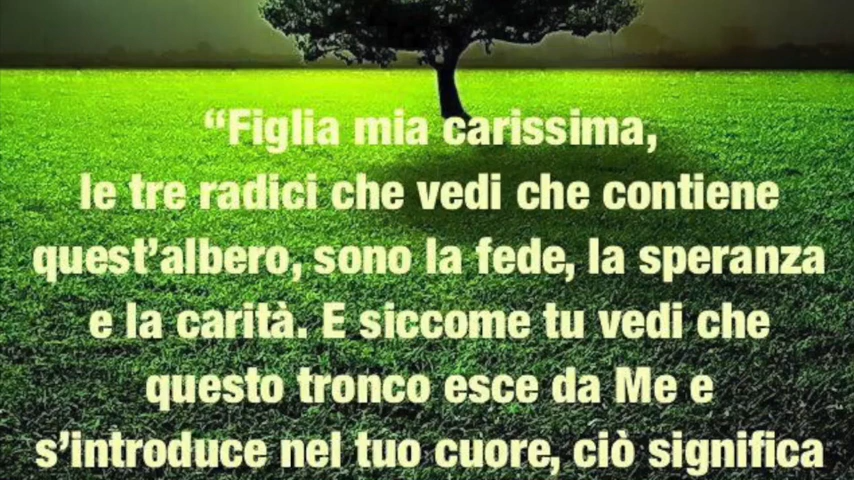 “Figlia mia carissima,
le tre radici che vedi che contiene
quest’albero, sono la fede, la speranza
e la carità. E siccome tu vedi che
questo tronco esce da Me e
s’introduce nel tuo cuore, ciò significa